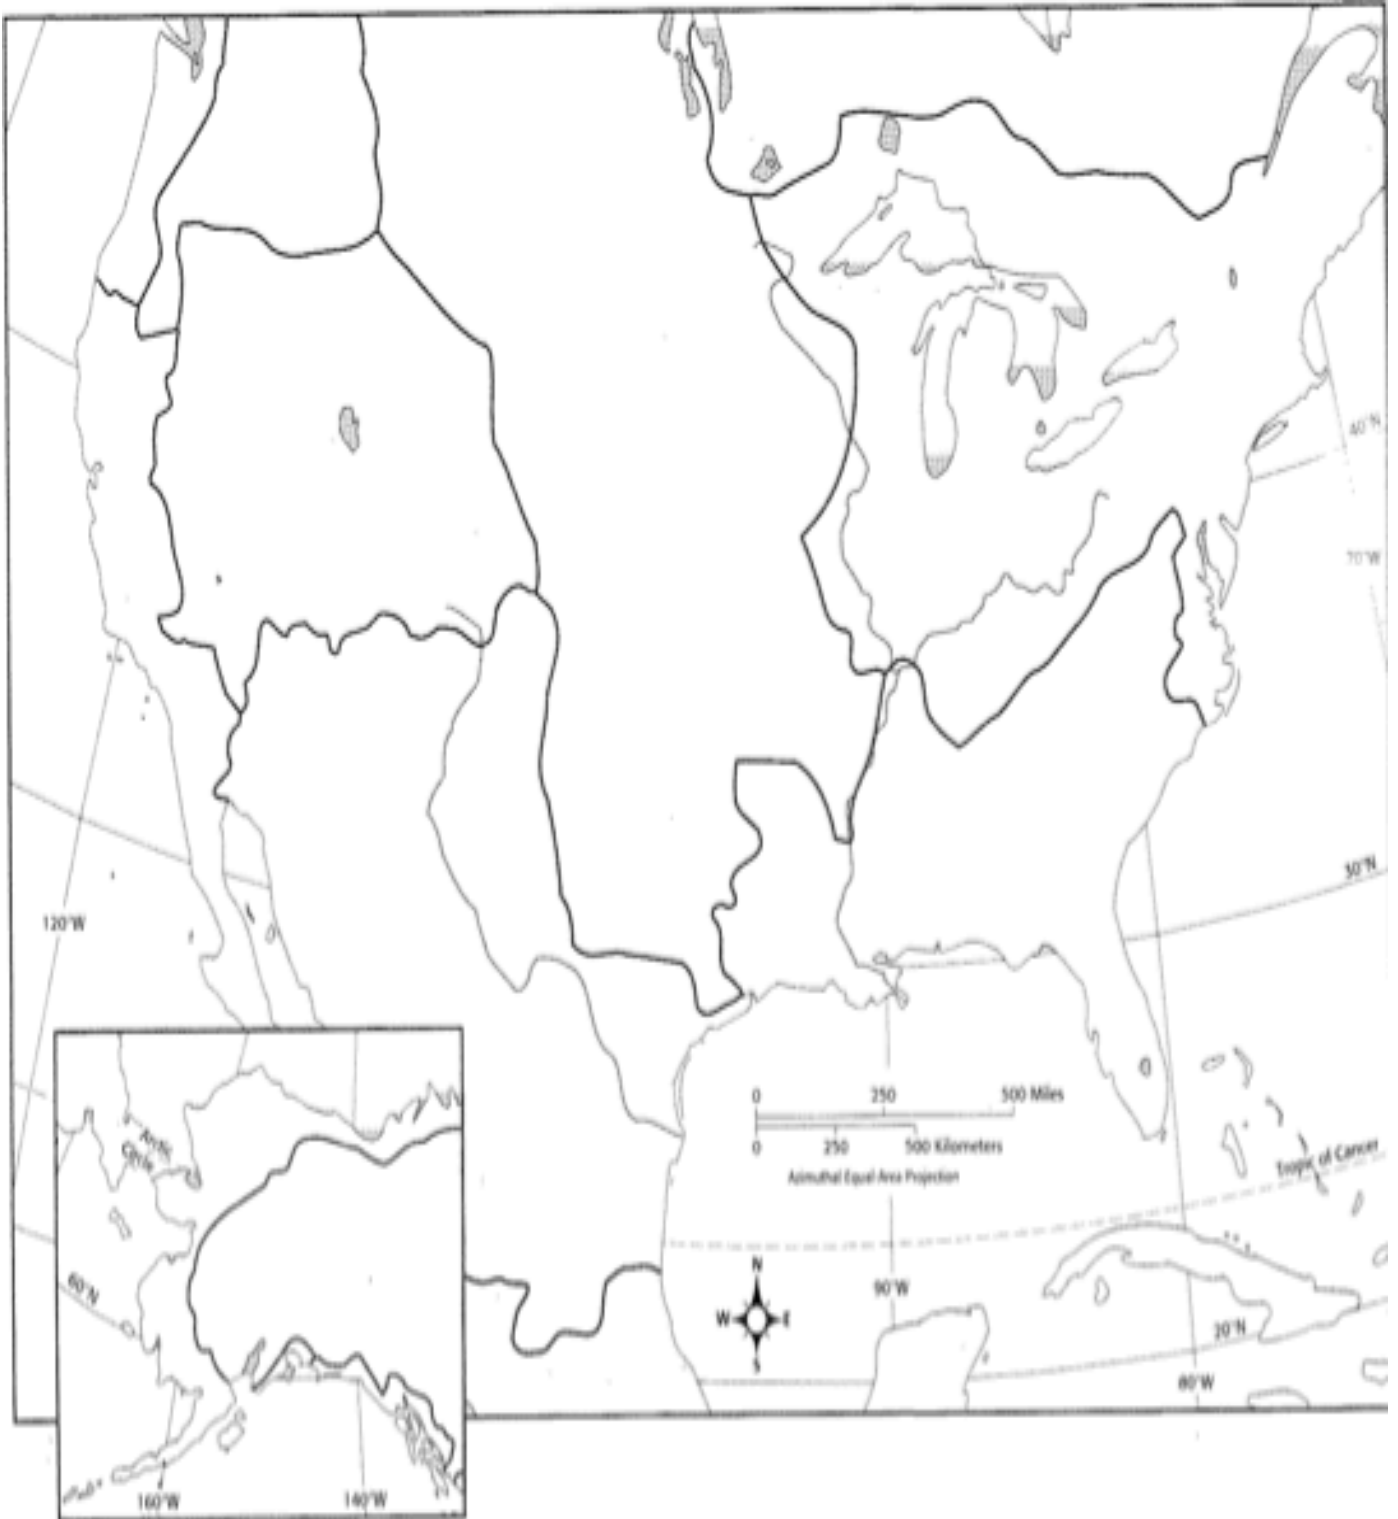 40°N
70°W
30°N
120°W
0 250 500 Miles
0 250 500 Kilometers
Azimuthal Equal Area Projection
Arctic
Circle
Tropic of Cancer
N
W E
S
90°W
60°N
20°N
80°W
160°W
140°W